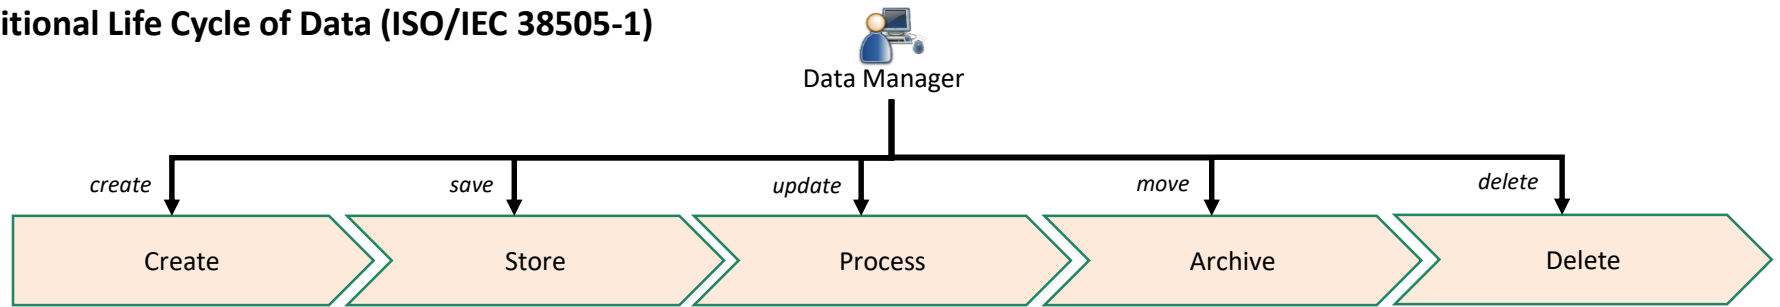 itional Life Cycle of Data (ISO/IEC 38505-1)
Data Manager
create
save
update
move
delete
Create
Store
Process
Archive
Delete